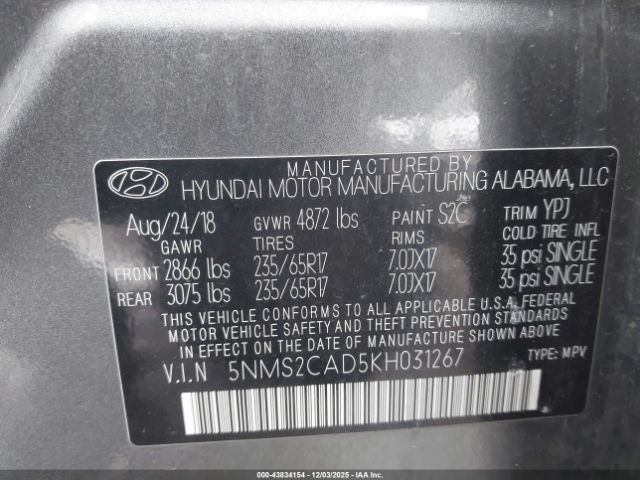 MANUFACTURED BY
HYUNDAI MOTOR MANUFACTURING ALABAMA, LLC
Aug/24/18 GVWR 4872 lbs PAINT S2C TRIM YPJ
GAWR TIRES RIMS COLD TIRE INFL
FRONT 2866 lbs 235/65R17 7.0JX17 35 psi SINGLE
REAR 3075 lbs 235/65R17 7.0JX17 35 psi SINGLE
THIS VEHICLE CONFORMS TO ALL APPLICABLE U.S.A. FEDERAL
MOTOR VEHICLE SAFETY AND THEFT PREVENTION STANDARDS
IN EFFECT ON THE DATE OF MANUFACTURE SHOWN ABOVE
V.I.N 5NMS2CAD5KH031267 TYPE: MPV
000-43834154 - 12/03/2025 - IAAI.COM